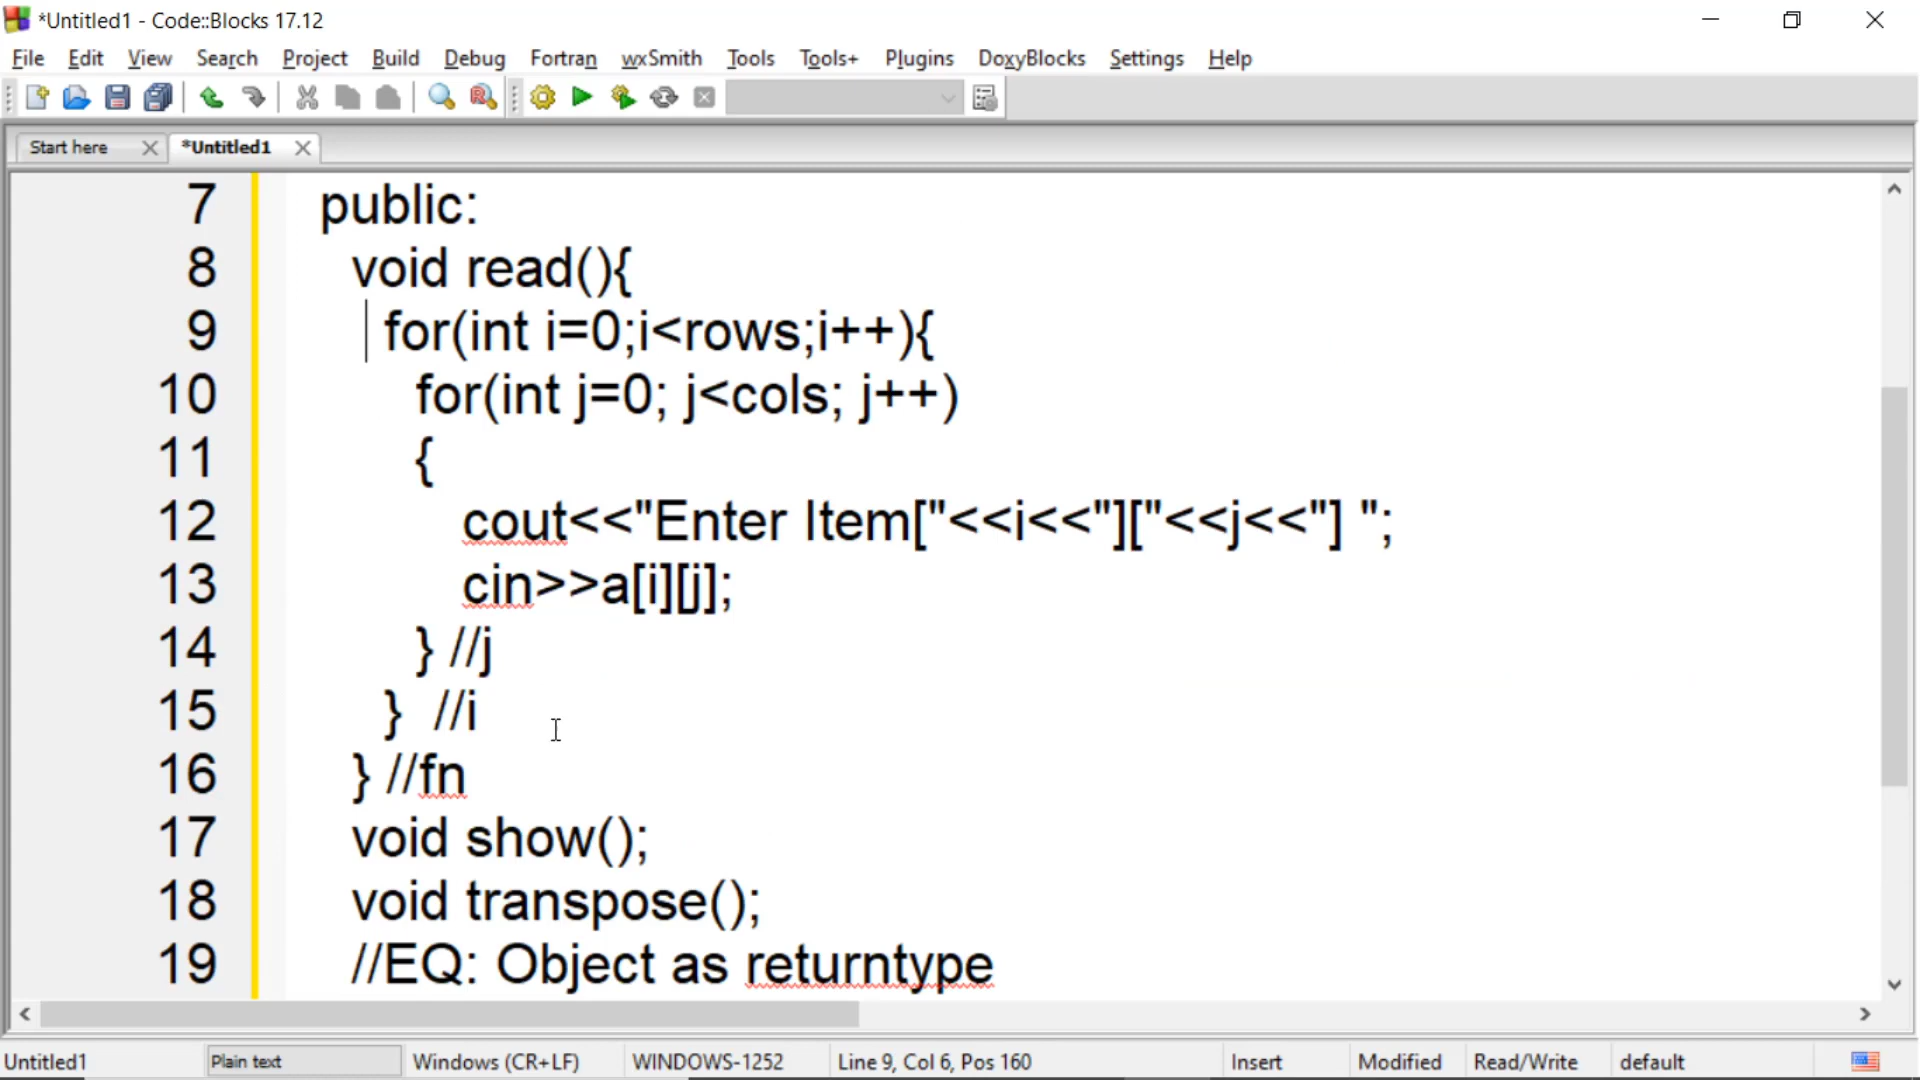 *Untitled1 - Code::Blocks 17.12
File Edit View Search Project Build Debug Fortran wxSmith Tools Tools+ Plugins DoxyBlocks Settings Help
Start here *Untitled1
7 public:
8 void read(){
9 for(int i=0;i<rows;i++){
10 for(int j=0; j<cols; j++)
11 {
12 cout<<"Enter Item["<<i<<"]["<<j<<"] ";
13 cin>>a[i][j];
14 } //j
15 } //i
16 } //fn
17 void show();
18 void transpose();
19 //EQ: Object as returntype
Untitled1 Plain text Windows (CR+LF) WINDOWS-1252 Line 9, Col 6, Pos 160 Insert Modified Read/Write default